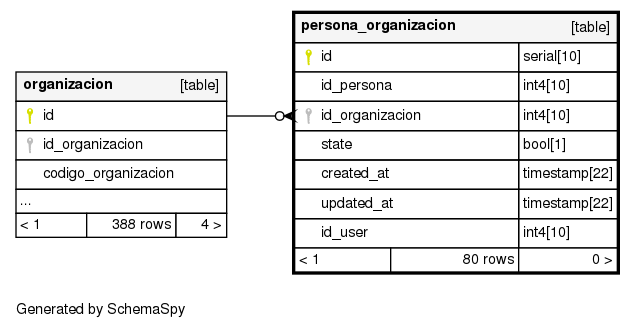 organizacion [table]
id
id_organizacion
codigo_organizacion
...
< 1 388 rows 4 >
persona_organizacion [table]
id serial[10]
id_persona int4[10]
id_organizacion int4[10]
state bool[1]
created_at timestamp[22]
updated_at timestamp[22]
id_user int4[10]
< 1 80 rows 0 >
Generated by SchemaSpy